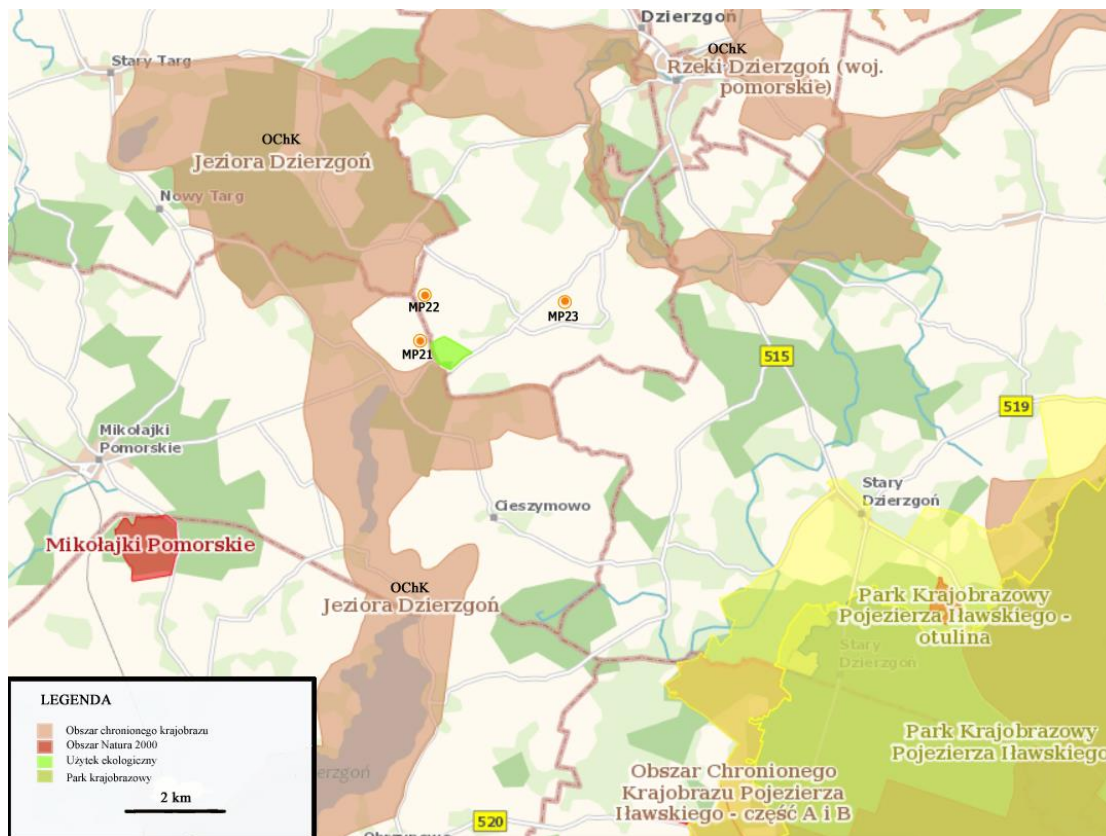 Dzierzgoń
OChK
Rzeki Dzierzgoń (woj.
pomorskie)
Stary Targ
OChK
Jeziora Dzierzgoń
Nowy Targ
MP22
MP23
MP21
515
519
Mikołajki
Pomorskie
Stary
Dzierzgoń
Cieszymowo
Mikołajki Pomorskie
OChK
Jeziora Dzierzgoń
Park Krajobrazowy
Pojezierza Iławskiego -
otulina
Stary
Dzierzgoń
Park Krajobrazowy
Pojezierza Iławskiego
Obszar Chronionego
Krajobrazu Pojezierza
Iławskiego - część A i B
520
LEGENDA
Obszar chronionego krajobrazu
Obszar Natura 2000
Użytek ekologiczny
Park krajobrazowy
2 km